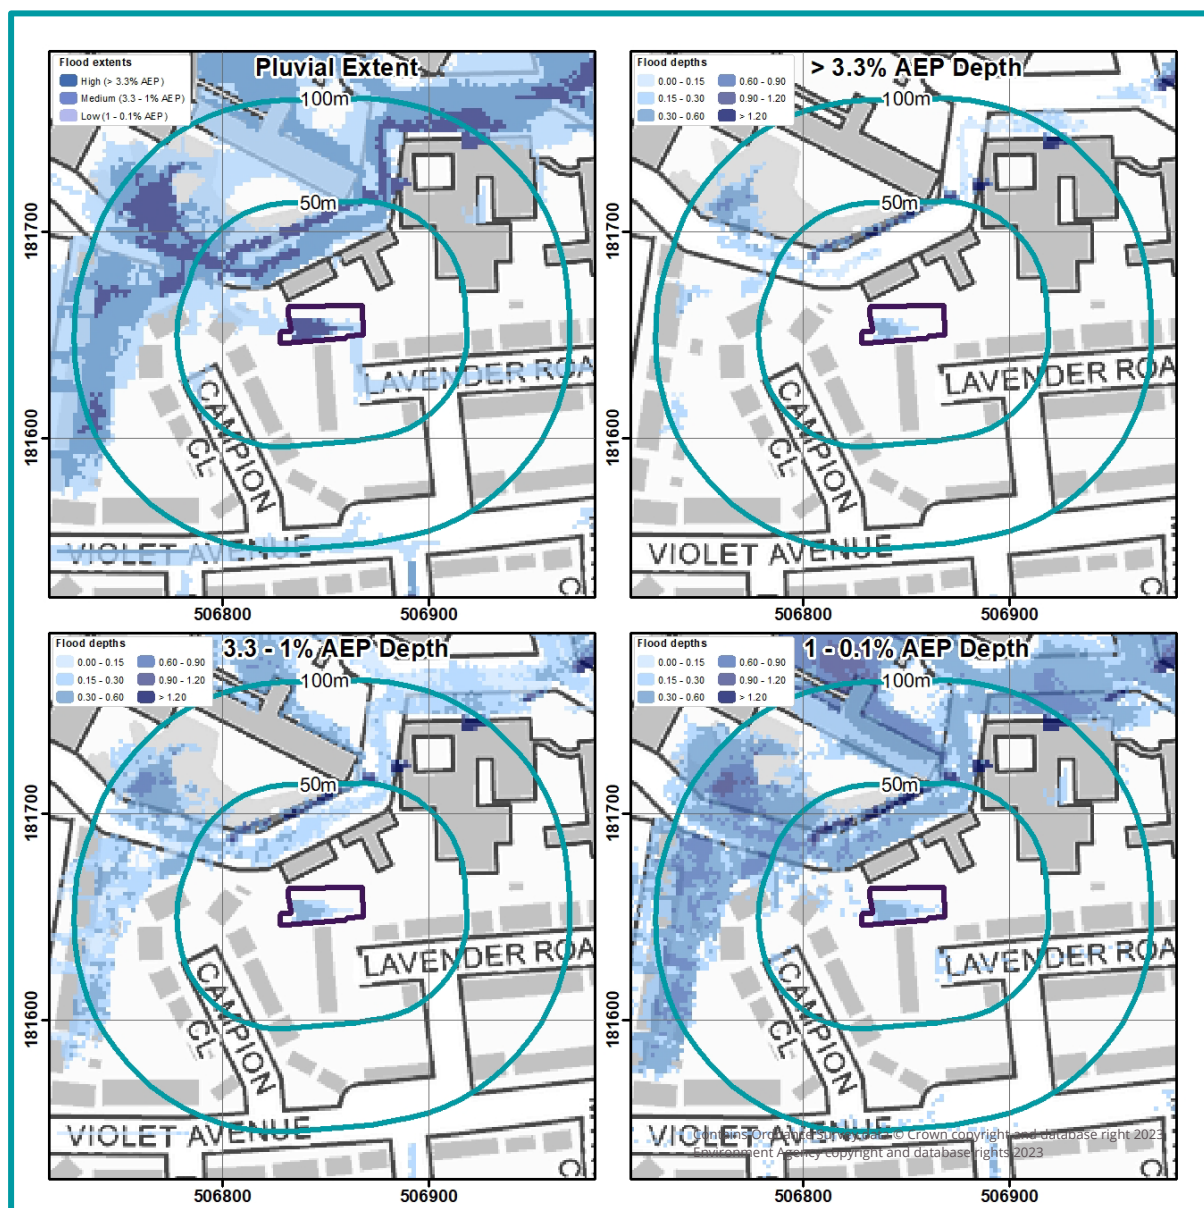 Flood extents
High (> 3.3% AEP)
Medium (3.3 - 1% AEP)
Low (1 - 0.1% AEP)
Pluvial Extent
100m
50m
181700
181600
LAVENDER ROA
CAMPION
CL
VIOLET AVENUE
C
506800
506900
Flood depths
0.00 - 0.15
0.15 - 0.30
0.30 - 0.60
0.60 - 0.90
0.90 - 1.20
> 1.20
> 3.3% AEP Depth
100m
50m
181700
181600
LAVENDER ROA
CAMPION
CL
VIOLET AVENUE
C
506800
506900
Flood depths
0.00 - 0.15
0.15 - 0.30
0.30 - 0.60
0.60 - 0.90
0.90 - 1.20
> 1.20
3.3 - 1% AEP Depth
100m
50m
181700
181600
LAVENDER ROA
CAMPION
CL
VIOLET AVENUE
C
506800
506900
Flood depths
0.00 - 0.15
0.15 - 0.30
0.30 - 0.60
0.60 - 0.90
0.90 - 1.20
> 1.20
1 - 0.1% AEP Depth
100m
50m
181700
181600
LAVENDER ROA
CAMPION
CL
VIOLET AVENUE
C
Contains Ordnance Survey data © Crown copyright and database right 2023
Environment Agency copyright and database rights 2023
506800
506900